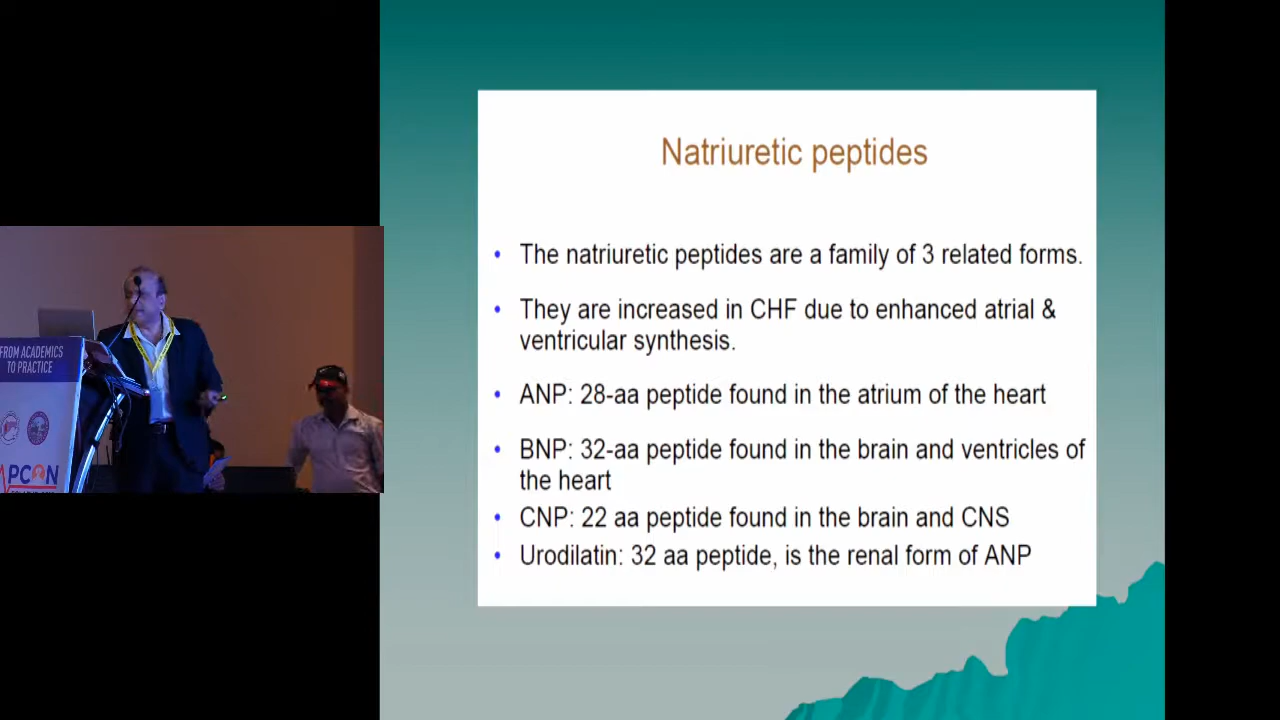 Natriuretic peptides
• The natriuretic peptides are a family of 3 related forms.
• They are increased in CHF due to enhanced atrial &
ventricular synthesis.
• ANP: 28-aa peptide found in the atrium of the heart
• BNP: 32-aa peptide found in the brain and ventricles of
the heart
• CNP: 22 aa peptide found in the brain and CNS
• Urodilatin: 32 aa peptide, is the renal form of ANP
FROM ACADEMICS
TO PRACTICE